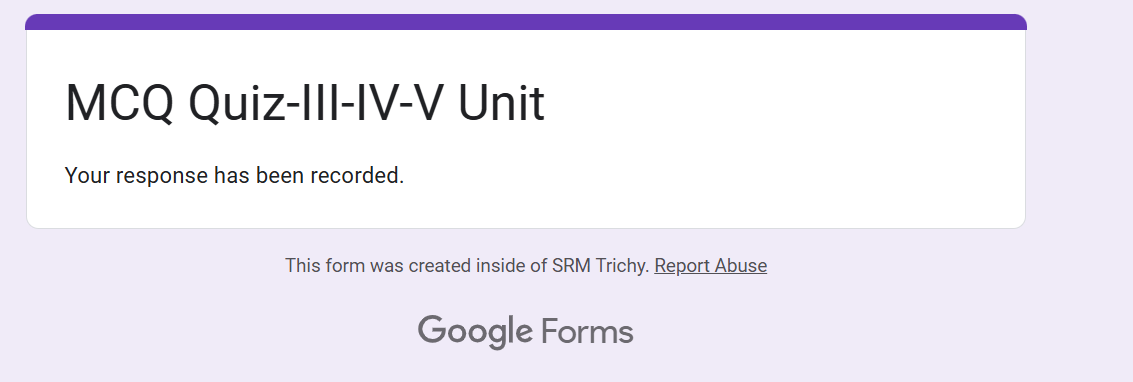 MCQ Quiz-III-IV-V Unit
Your response has been recorded.
This form was created inside of SRM Trichy. Report Abuse
Google Forms